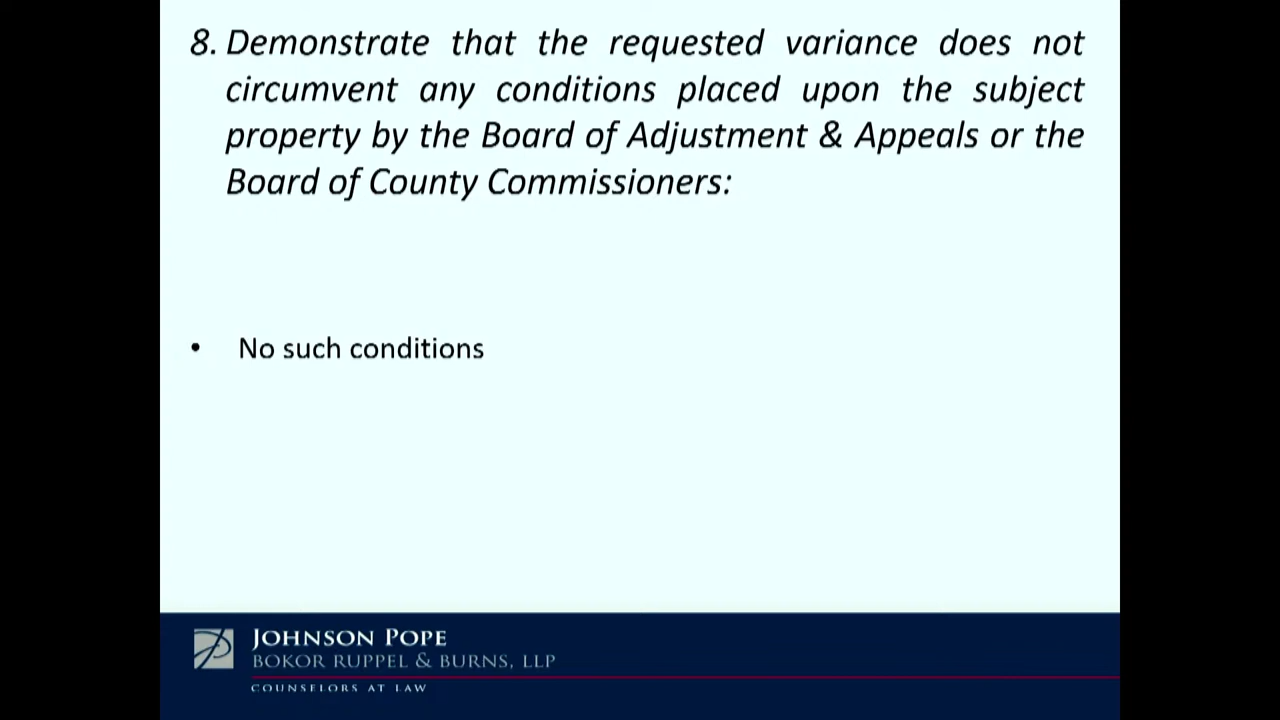 8. Demonstrate that the requested variance does not
circumvent any conditions placed upon the subject
property by the Board of Adjustment & Appeals or the
Board of County Commissioners:
• No such conditions
JOHNSON POPE
BOKOR RUPPEL & BURNS, LLP
COUNSELORS AT LAW